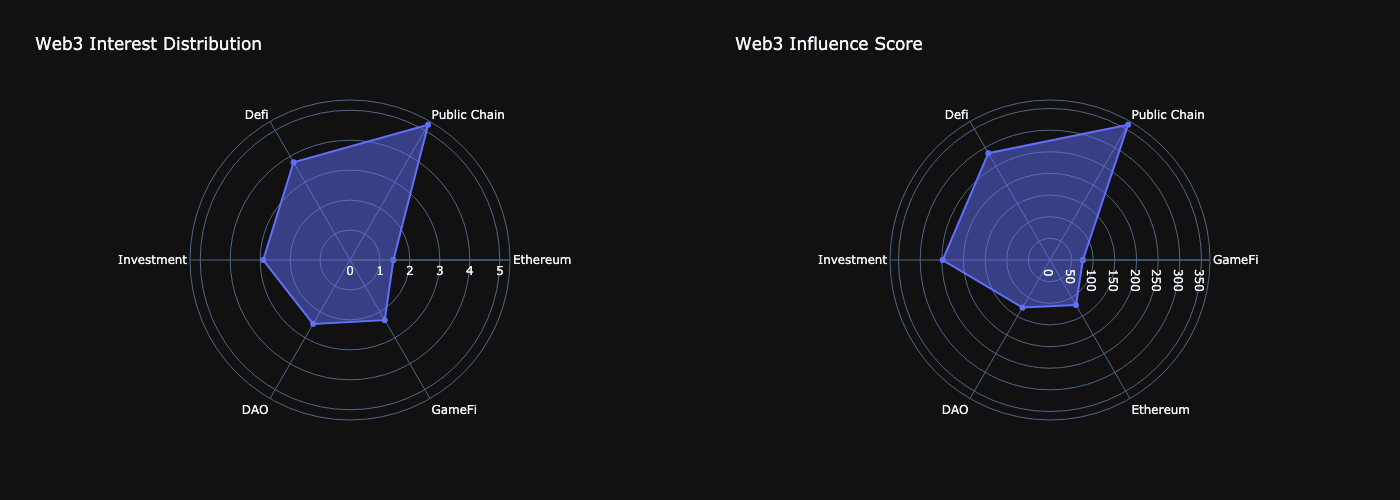 Web3 Interest Distribution
Defi
Public Chain
Investment
0 1 2 3 4 5
Ethereum
DAO
GameFi
Web3 Influence Score
Defi
Public Chain
Investment
0 50 100 150 200 250 300 350
GameFi
DAO
Ethereum